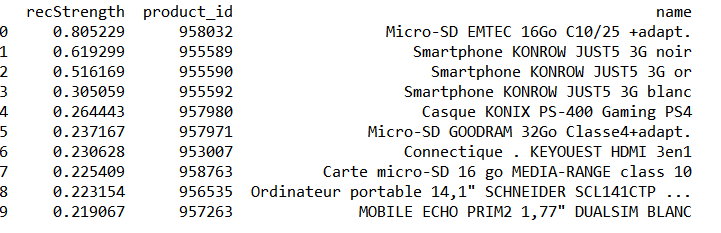 recStrength product_id name
0 0.805229 958032 Micro-SD EMTEC 16Go C10/25 +adapt.
1 0.619299 955589 Smartphone KONROW JUST5 3G noir
2 0.516169 955590 Smartphone KONROW JUST5 3G or
3 0.305059 955592 Smartphone KONROW JUST5 3G blanc
4 0.264443 957980 Casque KONIX PS-400 Gaming PS4
5 0.237167 957971 Micro-SD GOODRAM 32Go Classe4+adapt.
6 0.230628 953007 Connectique . KEYOUEST HDMI 3en1
7 0.225409 958763 Carte micro-SD 16 go MEDIA-RANGE class 10
8 0.223154 956535 Ordinateur portable 14,1" SCHNEIDER SCL141CTP ...
9 0.219067 957263 MOBILE ECHO PRIM2 1,77" DUALSIM BLANC